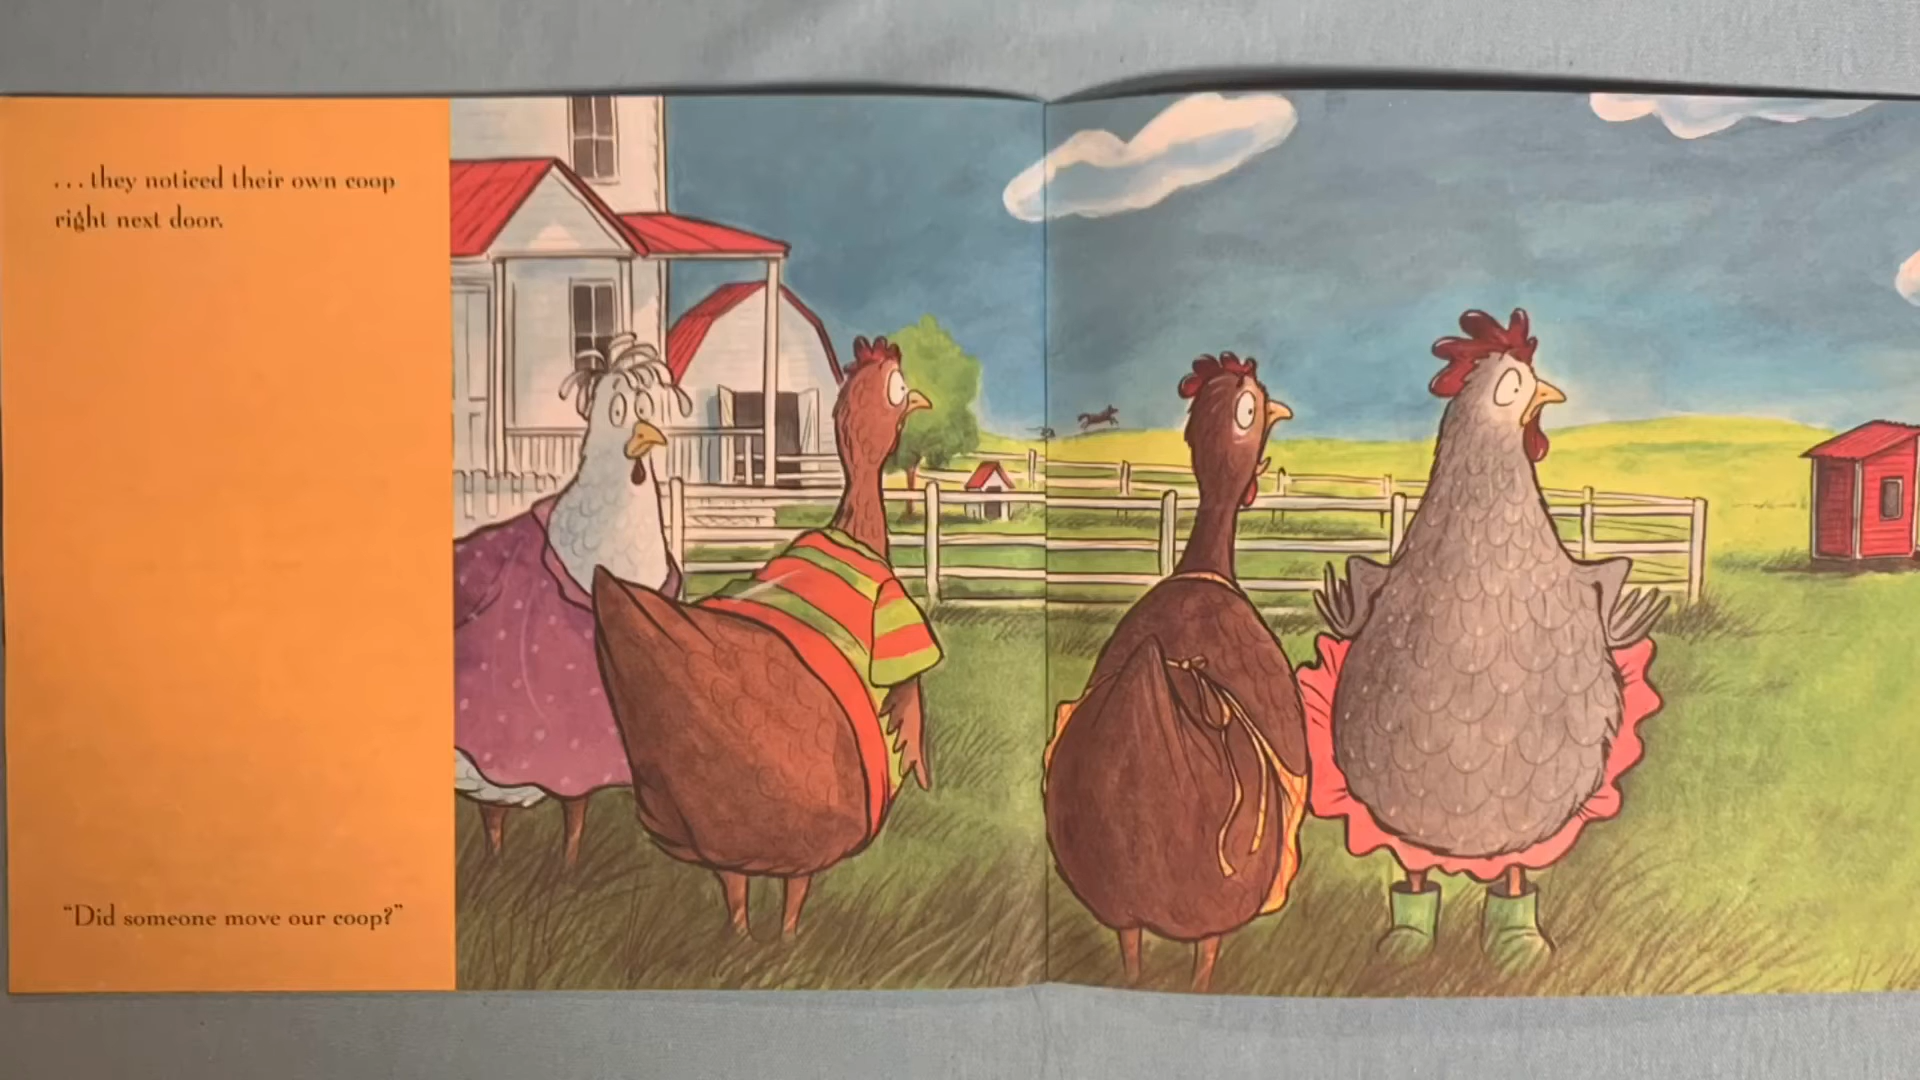 ...they noticed their own coop
right next door.
“Did someone move our coop?”